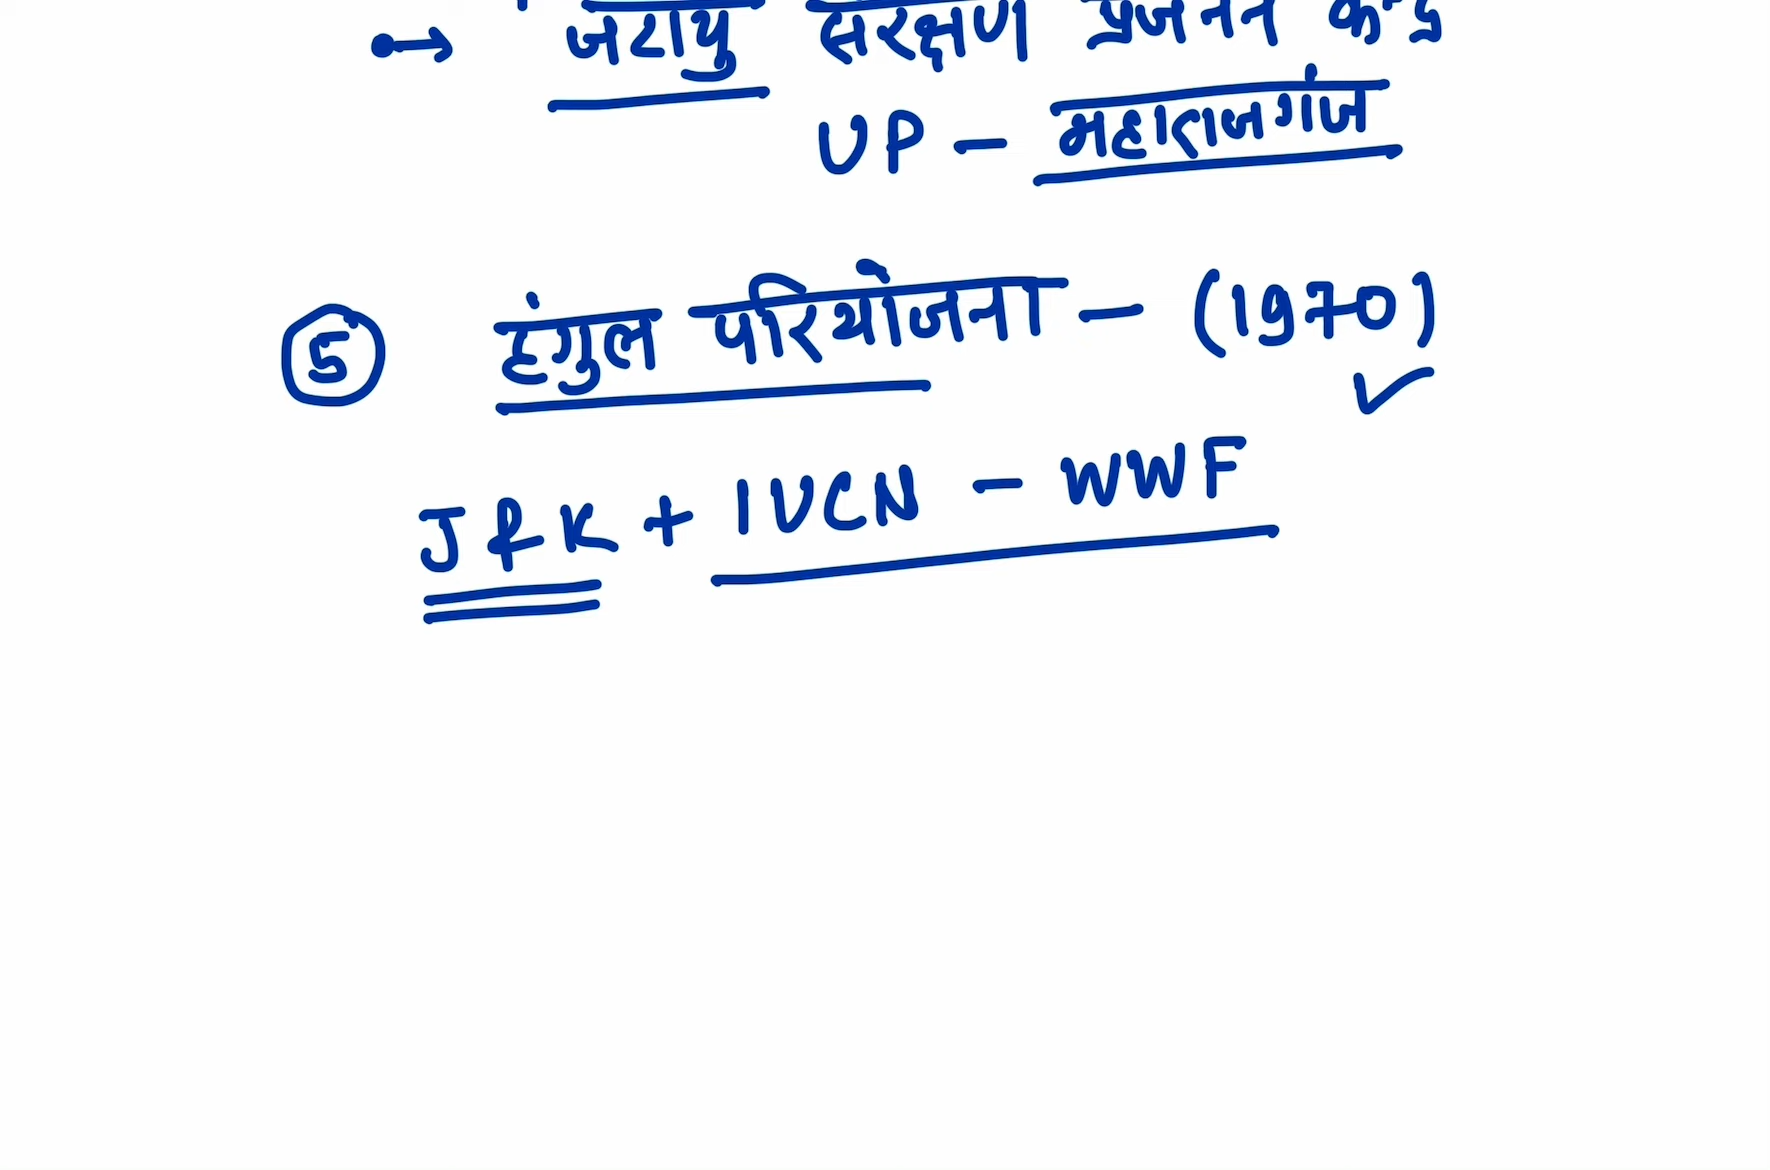 → जटायु संरक्षण प्रजनन केन्द्र
UP - महाराजगंज
5 हंगुल परियोजना - (1970)
J&K + IUCN - WWF